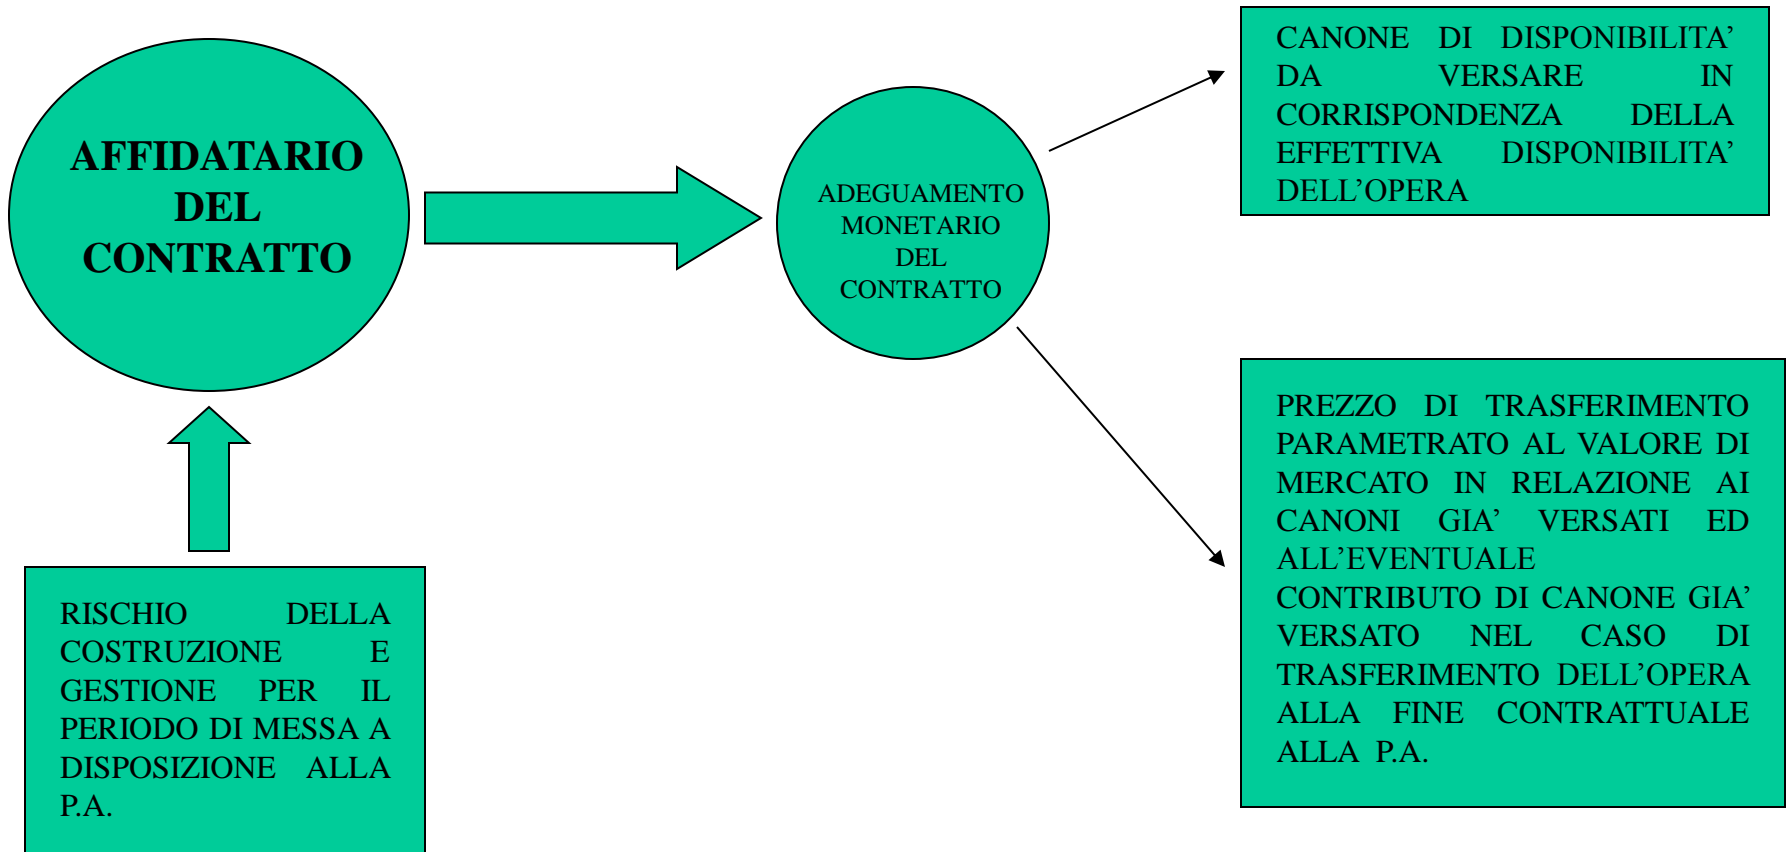 AFFIDATARIO
DEL
CONTRATTO
RISCHIO DELLA
COSTRUZIONE E
GESTIONE PER IL
PERIODO DI MESSA A
DISPOSIZIONE ALLA
P.A.
ADEGUAMENTO
MONETARIO
DEL
CONTRATTO
CANONE DI DISPONIBILITA’
DA VERSARE IN
CORRISPONDENZA DELLA
EFFETTIVA DISPONIBILITA’
DELL’OPERA
PREZZO DI TRASFERIMENTO
PARAMETRATO AL VALORE DI
MERCATO IN RELAZIONE AI
CANONI GIA’ VERSATI ED
ALL’EVENTUALE
CONTRIBUTO DI CANONE GIA’
VERSATO NEL CASO DI
TRASFERIMENTO DELL’OPERA
ALLA FINE CONTRATTUALE
ALLA P.A.